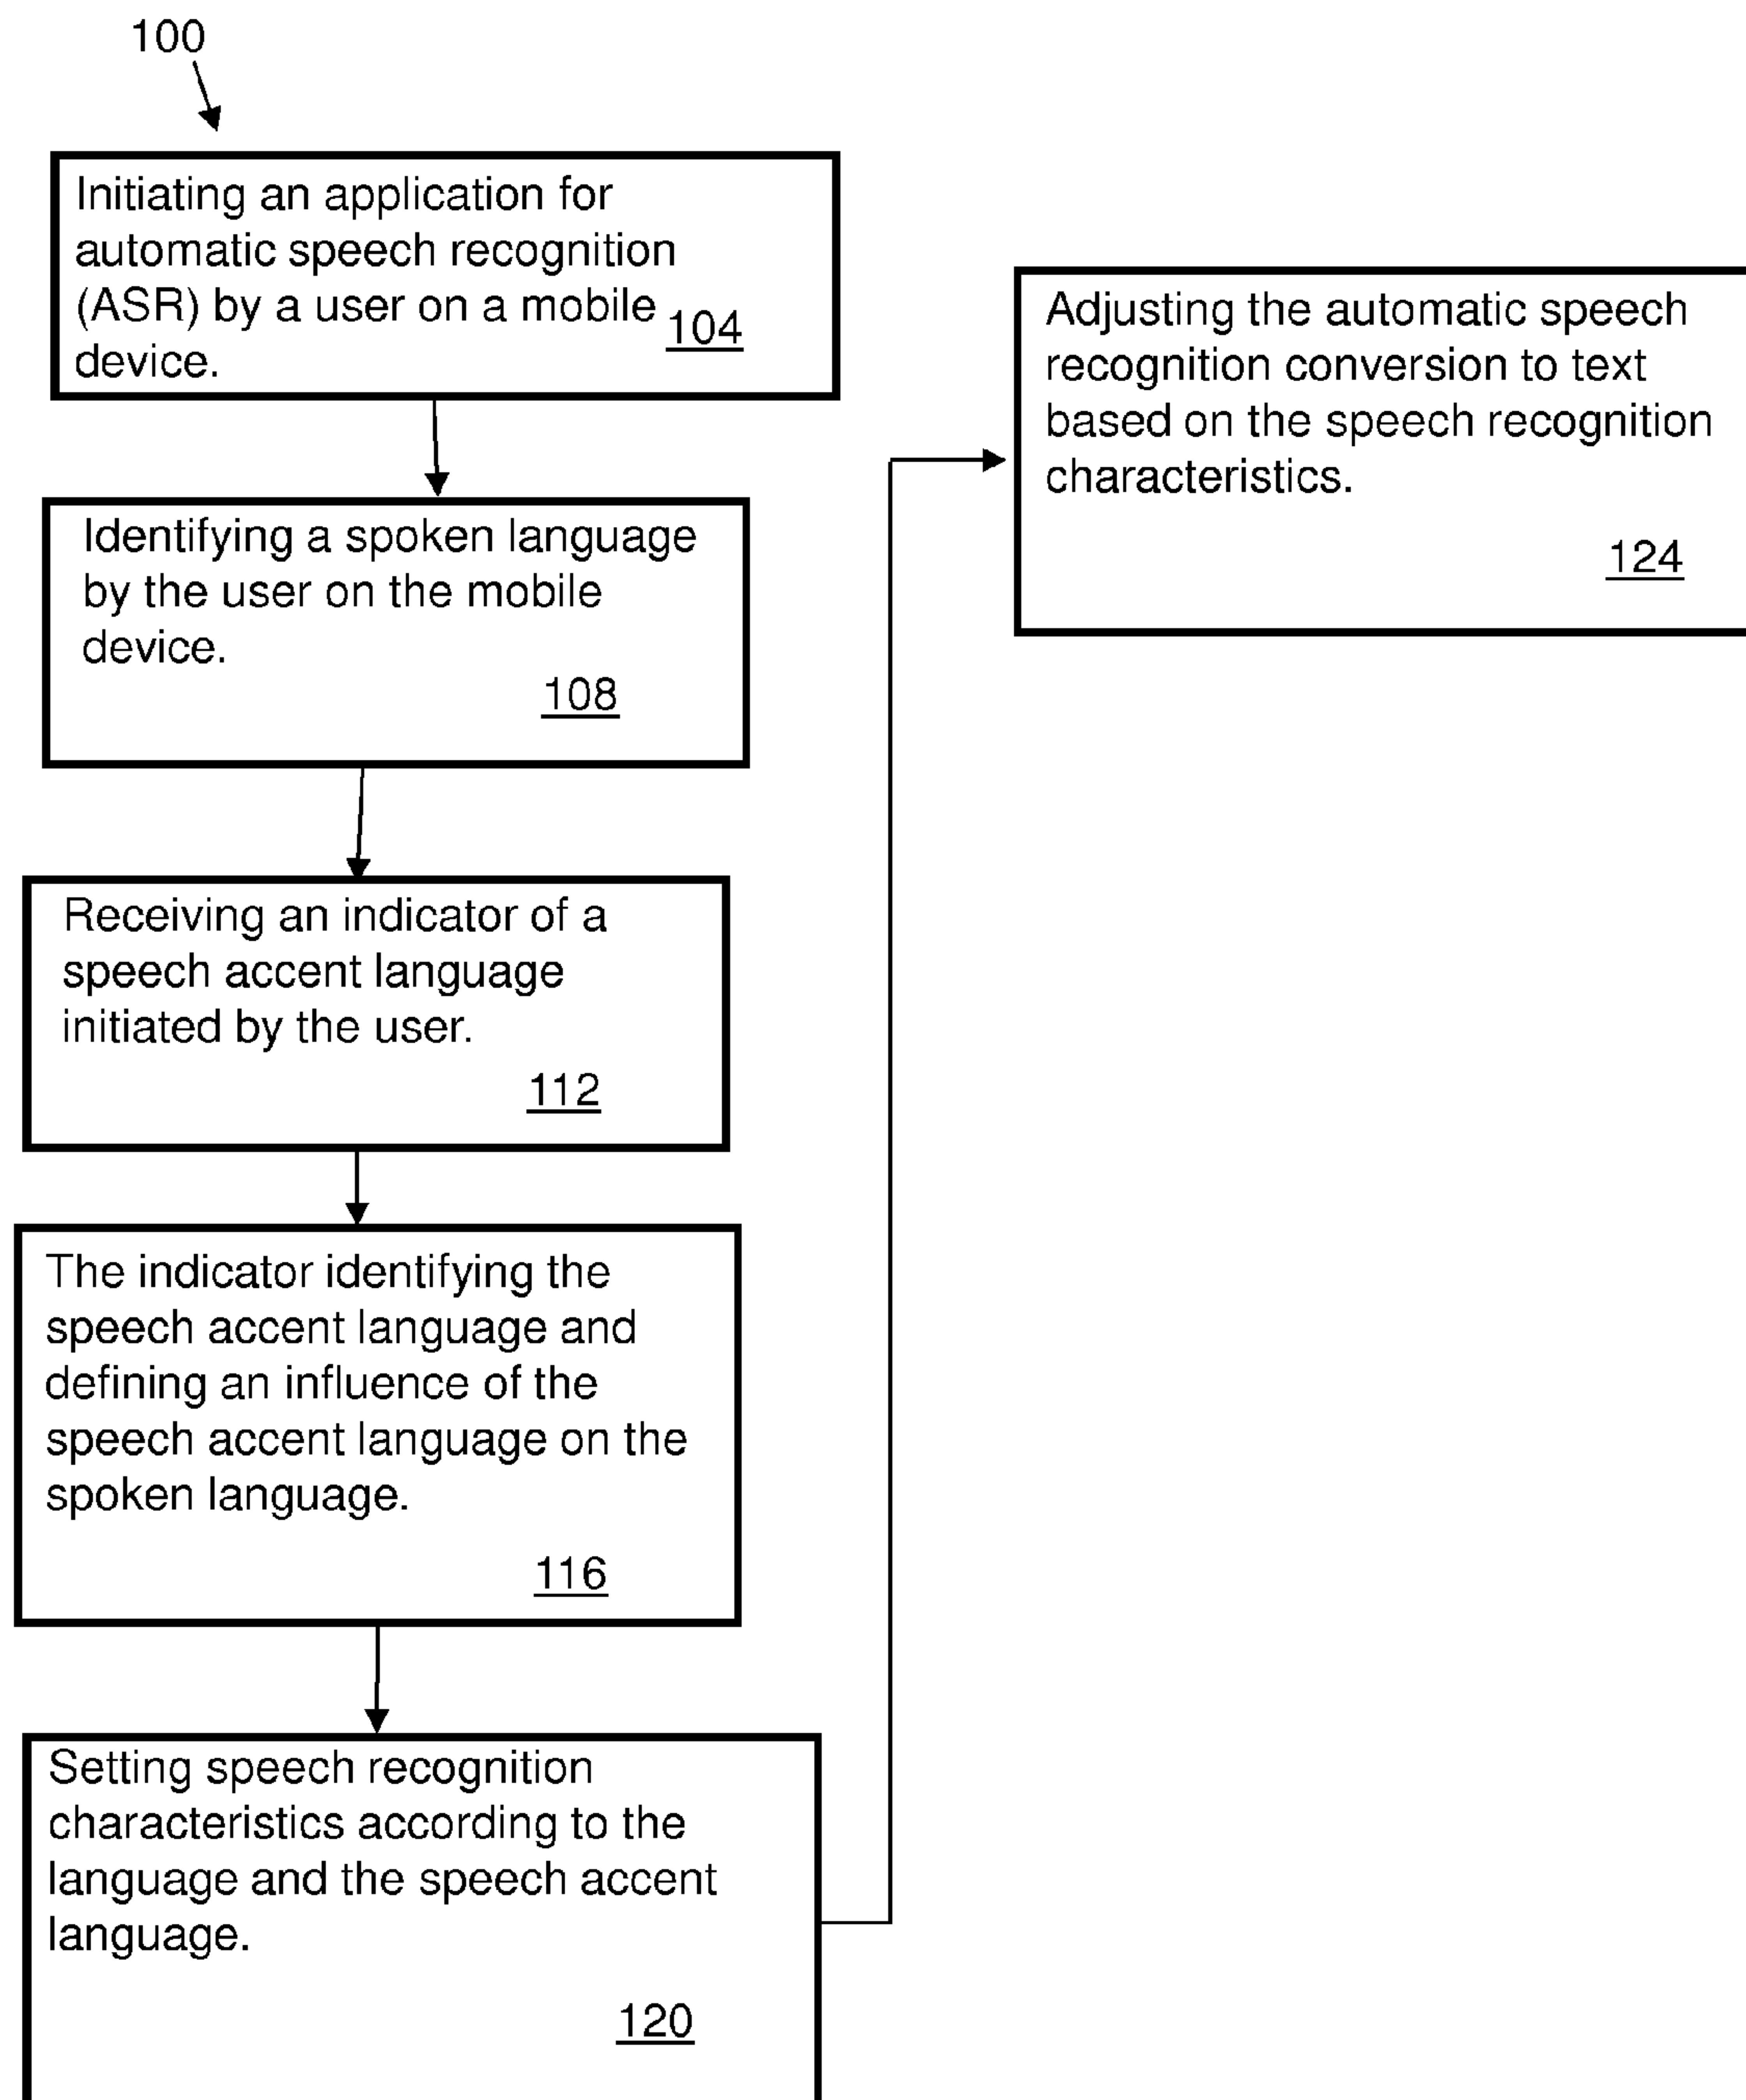 100
Initiating an application for
automatic speech recognition
(ASR) by a user on a mobile
104
device.
Identifying a spoken language
by the user on the mobile
device.
108
Receiving an indicator of a
speech accent language
initiated by the user.
112
The indicator identifying the
speech accent language and
defining an influence of the
speech accent language on the
spoken language.
116
Setting speech recognition
characteristics according to the
language and the speech accent
language.
120
Adjusting the automatic speech
recognition conversion to text
based on the speech recognition
characteristics.
124